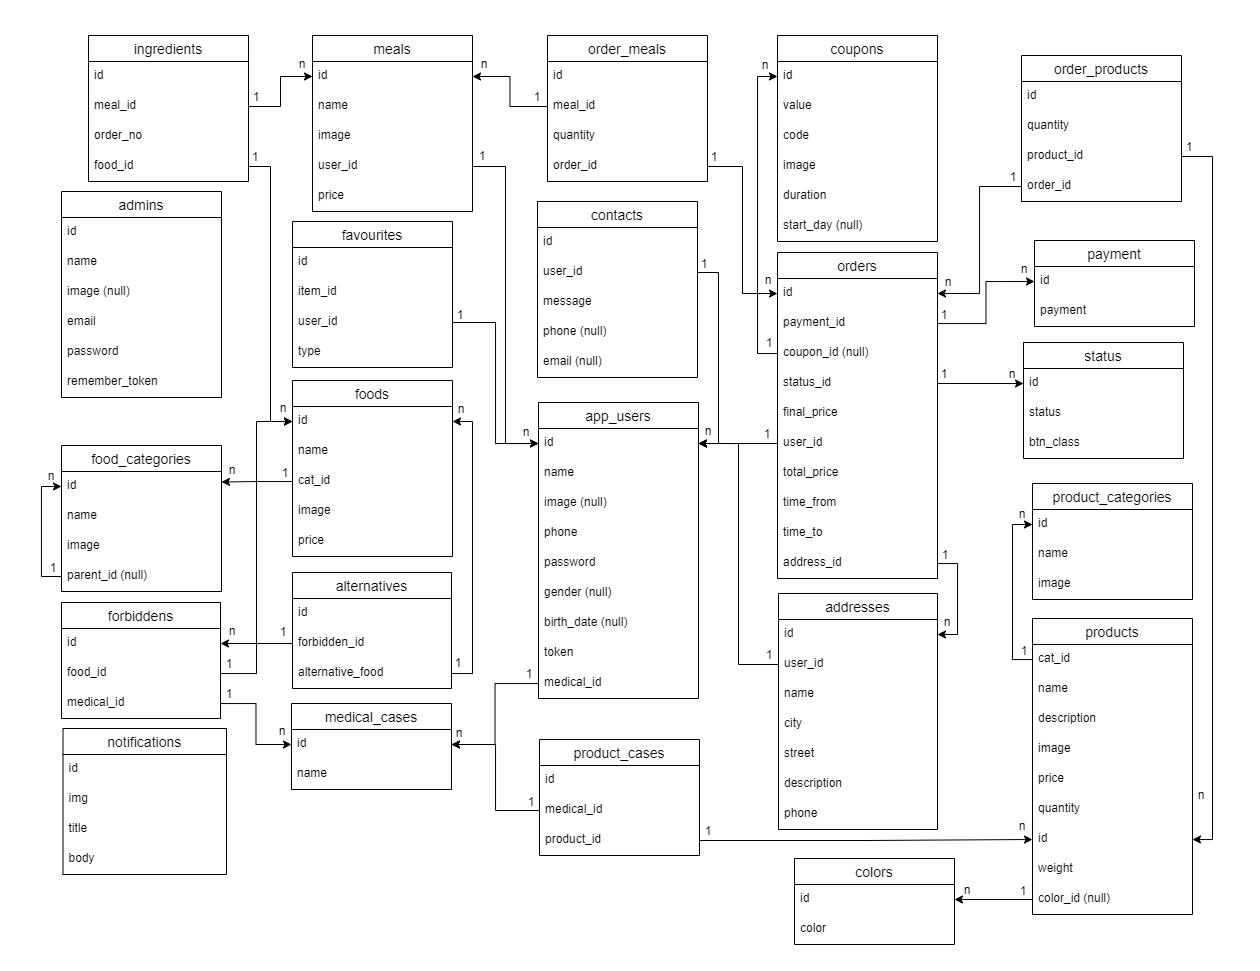 ingredients
id
meal_id
order_no
food_id
1
1
n
meals
id
name
image
user_id
price
1
n
order_meals
id
meal_id
quantity
order_id
1
1
n
coupons
id
value
code
image
duration
start_day (null)
order_products
id
quantity
product_id
order_id
1
1
admins
id
name
image (null)
email
password
remember_token
favourites
id
item_id
user_id
type
1
contacts
id
user_id
message
phone (null)
email (null)
1
n
orders
id
payment_id
coupon_id (null)
status_id
final_price
user_id
total_price
time_from
time_to
address_id
1
1
n
1
1
1
n
payment
id
payment
n
status
id
status
btn_class
n
foods
id
name
cat_id
image
price
n
1
n
app_users
id
name
image (null)
phone
password
gender (null)
birth_date (null)
token
medical_id
n
1
n
food_categories
id
name
image
parent_id (null)
n
1
n
product_categories
id
name
image
n
forbiddens
id
food_id
medical_id
n
1
1
alternatives
id
forbidden_id
alternative_food
1
1
addresses
id
user_id
name
city
street
description
phone
n
1
products
cat_id
name
description
image
price
quantity
id
weight
color_id (null)
1
n
n
1
notifications
id
img
title
body
n
medical_cases
id
name
n
product_cases
id
medical_id
product_id
1
1
colors
id
color
n